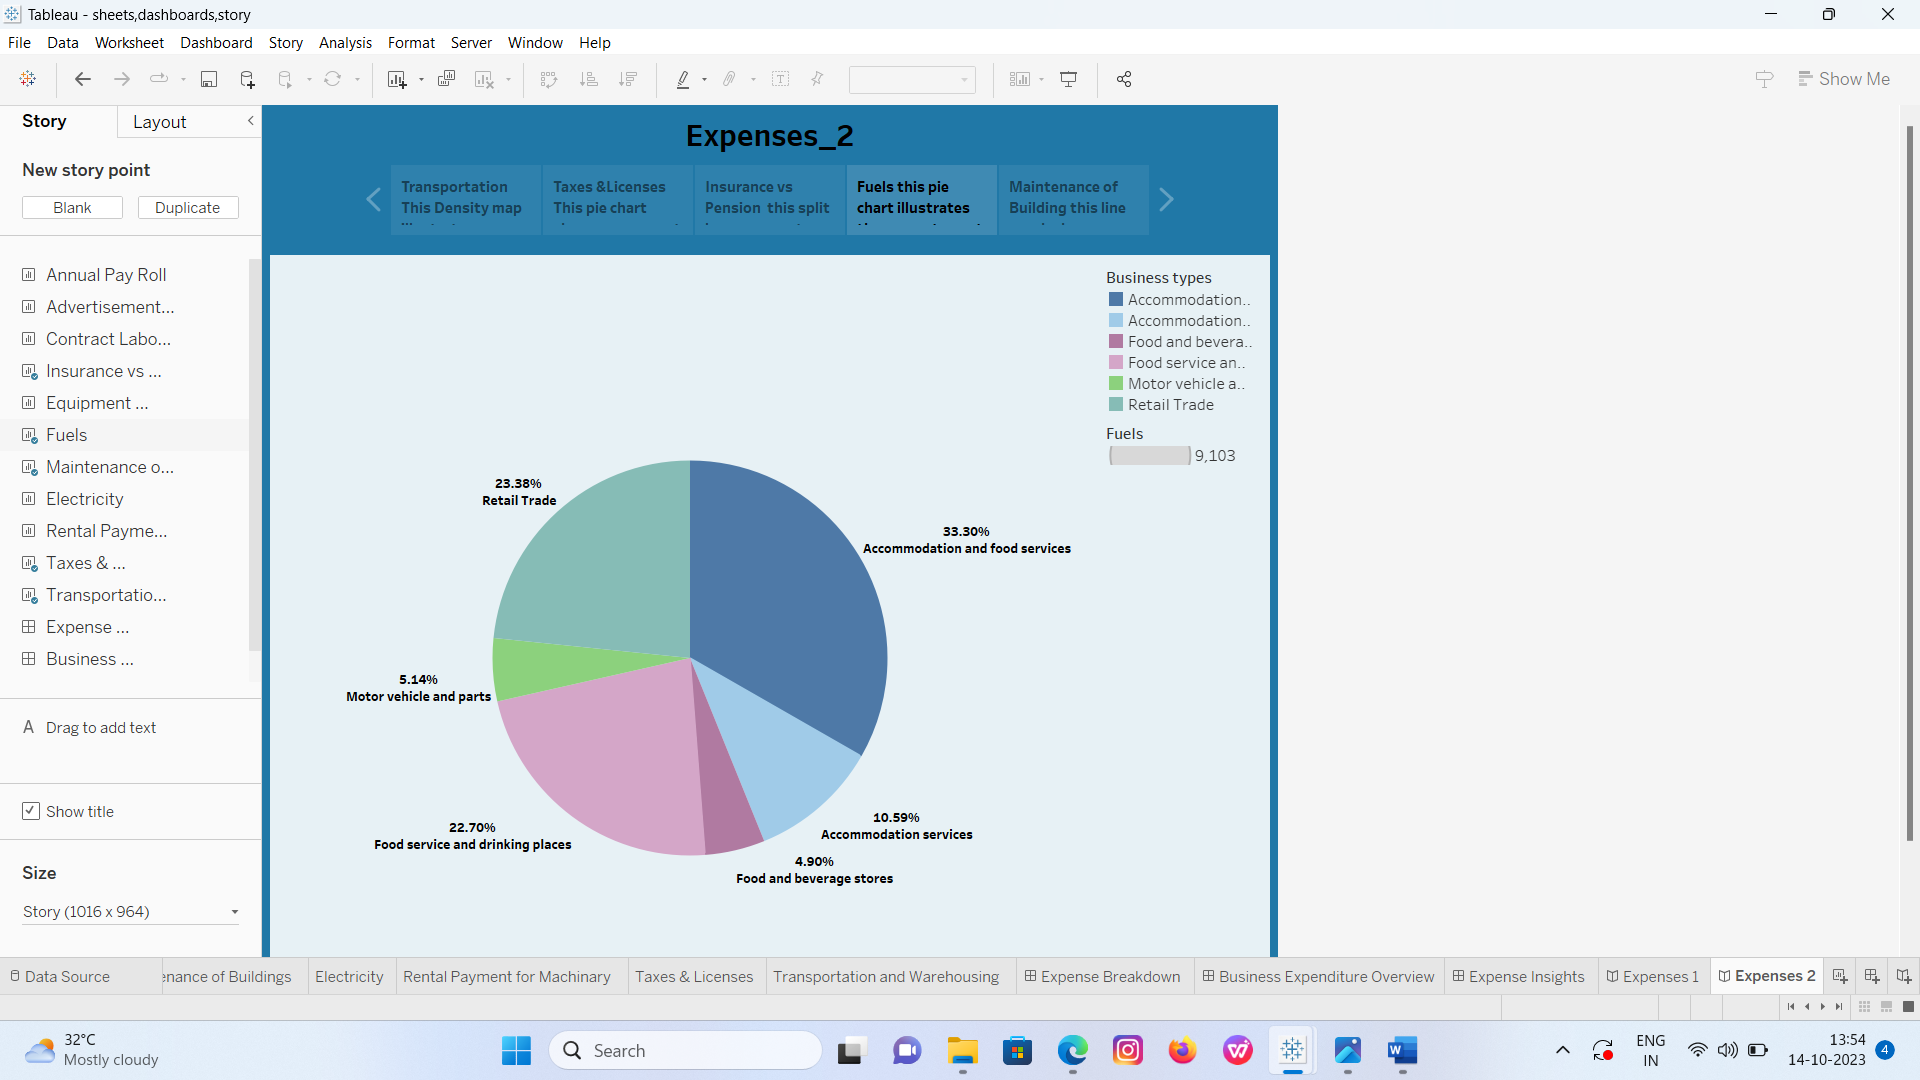 Tableau - sheets,dashboards,story
File Data Worksheet Dashboard Story Analysis Format Server Window Help
Show Me
Story Layout
New story point
Blank Duplicate
Annual Pay Roll
Advertisement...
Contract Labo...
Insurance vs ...
Equipment ...
Fuels
Maintenance o...
Electricity
Rental Payme...
Taxes & ...
Transportatio...
Expense ...
Business ...
A Drag to add text
Show title
Size
Story (1016 x 964)
Expenses_2
Transportation
This Density map
Taxes &Licenses
This pie chart
Insurance vs
Pension this split
Fuels this pie
chart illustrates
Maintenance of
Building this line
Business types
Accommodation..
Accommodation..
Food and bevera..
Food service an..
Motor vehicle a..
Retail Trade
Fuels
9,103
23.38%
Retail Trade
33.30%
Accommodation and food services
5.14%
Motor vehicle and parts
22.70%
Food service and drinking places
10.59%
Accommodation services
4.90%
Food and beverage stores
Data Source enance of Buildings Electricity Rental Payment for Machinary Taxes & Licenses Transportation and Warehousing Expense Breakdown Business Expenditure Overview Expense Insights Expenses 1 Expenses 2
32°C
Mostly cloudy
Search
ENG
IN
13:54
14-10-2023
4